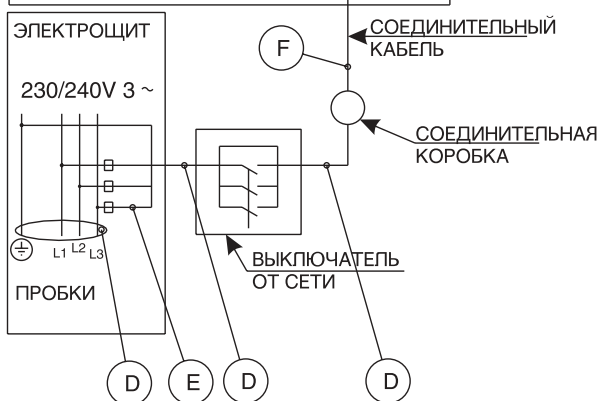 ЭЛЕКТРОЩИТ
СОЕДИНИТЕЛЬНЫЙ
КАБЕЛЬ
F
230/240V 3 ~
СОЕДИНИТЕЛЬНАЯ
КОРОБКА
L1 L2 L3
ВЫКЛЮЧАТЕЛЬ
ОТ СЕТИ
ПРОБКИ
D E D D